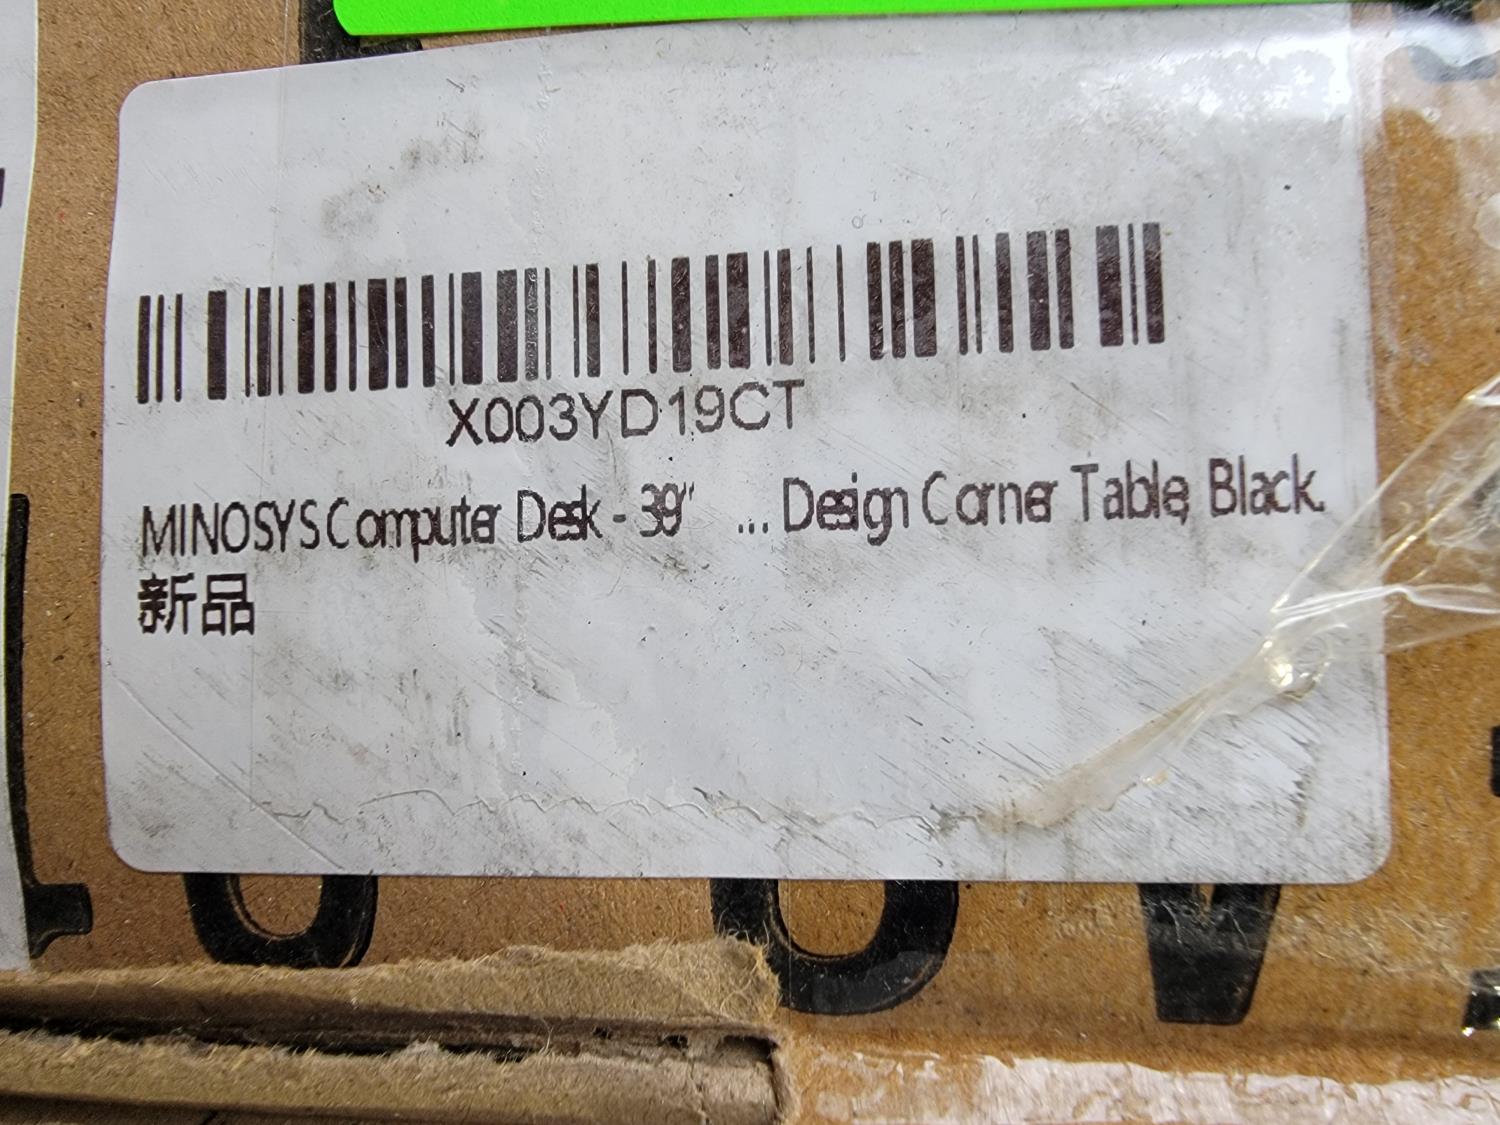 X003YD19CT
MINOSYS Computer Desk - 39” ... Design Corner Table, Black.
新品